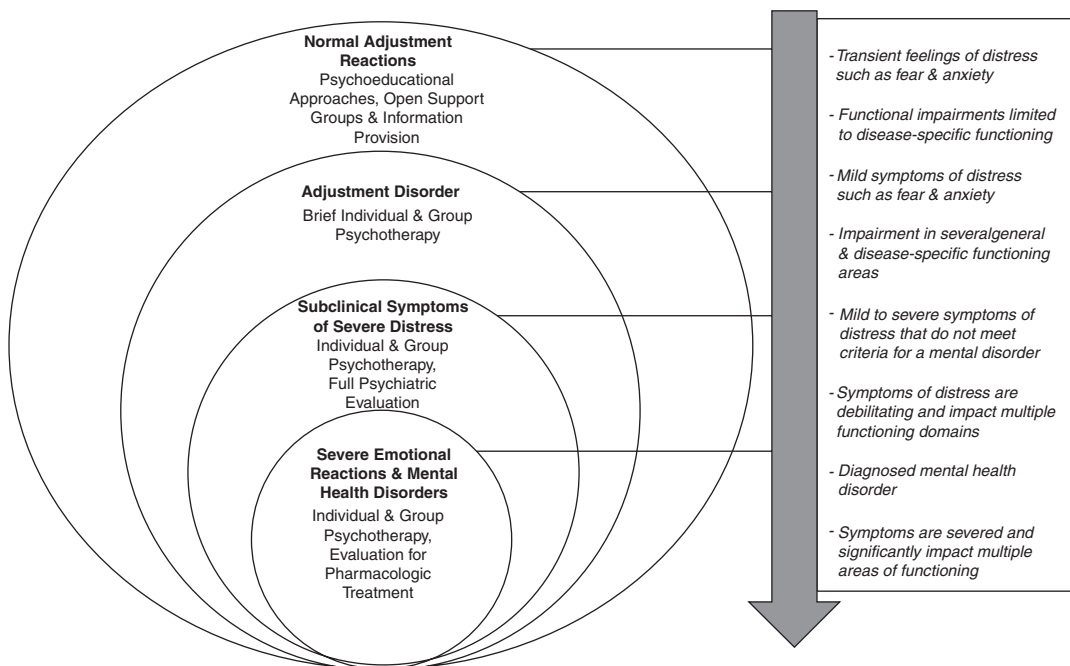 Normal Adjustment
Reactions
Psychoeducational
Approaches, Open Support
Groups & Information
Provision
Adjustment Disorder
Brief Individual & Group
Psychotherapy
Subclinical Symptoms
of Severe Distress
Individual & Group
Psychotherapy,
Full Psychiatric
Evaluation
Severe Emotional
Reactions & Mental
Health Disorders
Individual & Group
Psychotherapy,
Evaluation for
Pharmacologic
Treatment
- Transient feelings of distress
such as fear & anxiety
- Functional impairments limited
to disease-specific functioning
- Mild symptoms of distress
such as fear & anxiety
- Impairment in severalgeneral
& disease-specific functioning
areas
- Mild to severe symptoms of
distress that do not meet
criteria for a mental disorder
- Symptoms of distress are
debilitating and impact multiple
functioning domains
- Diagnosed mental health
disorder
- Symptoms are severed and
significantly impact multiple
areas of functioning